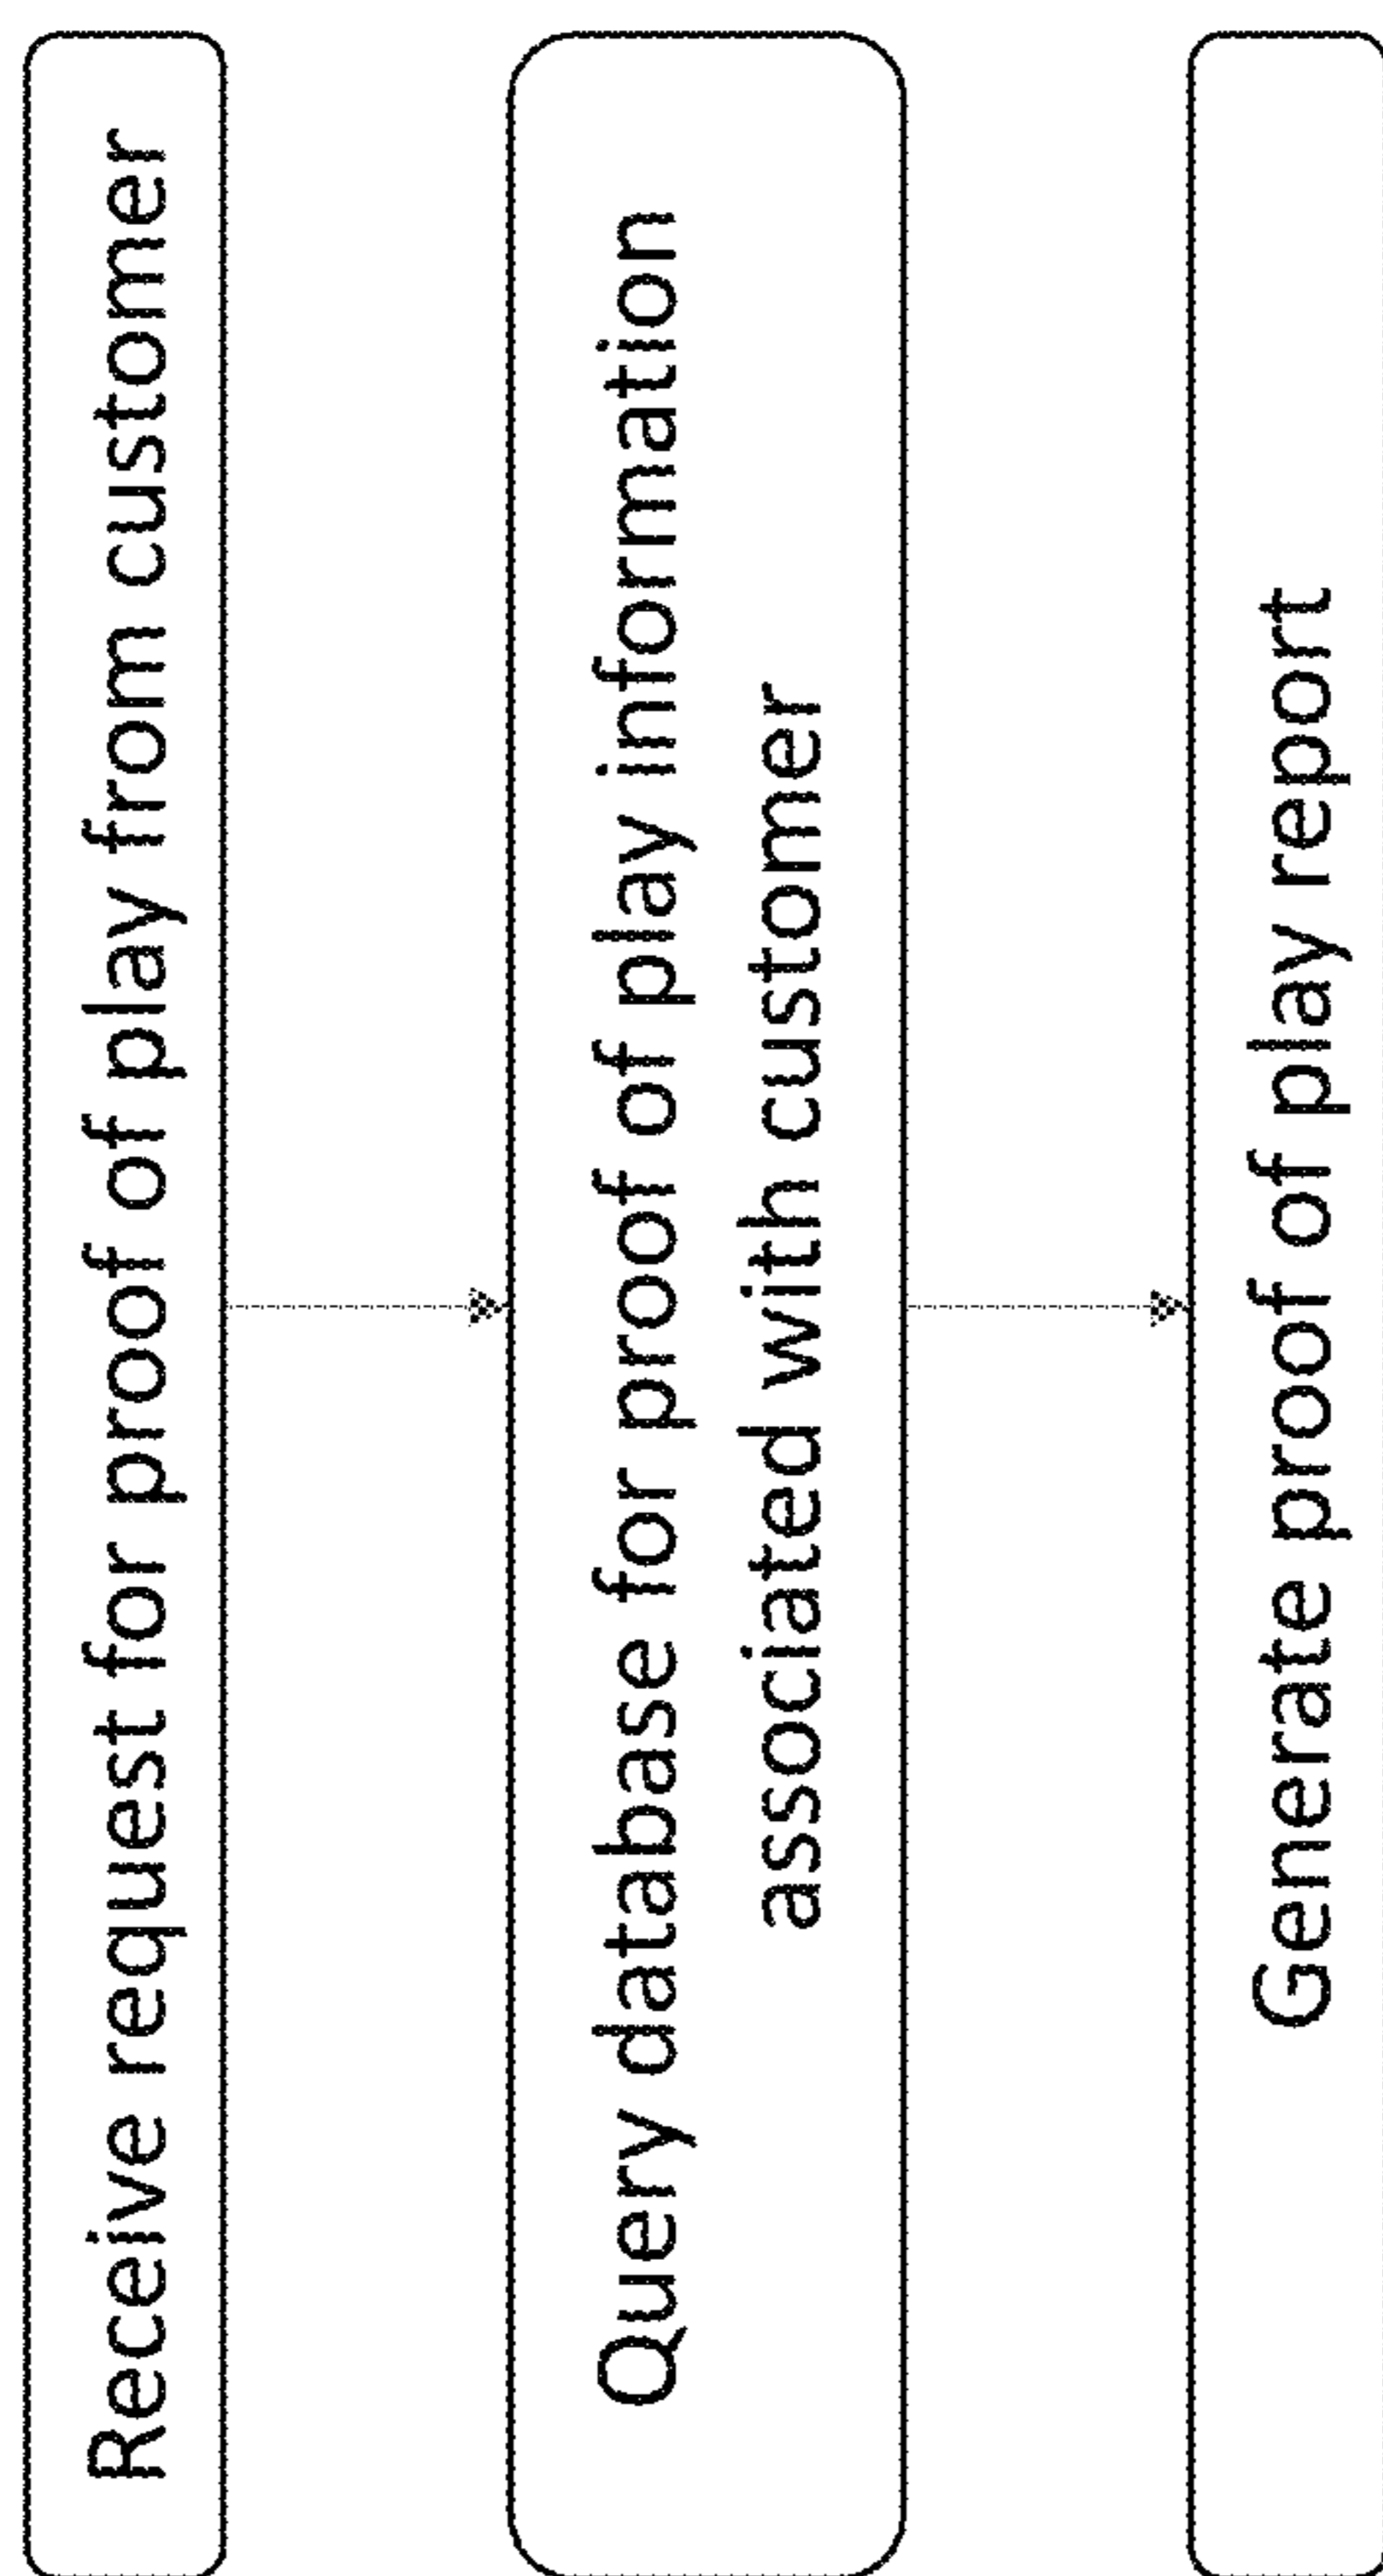 Receive request for proof of play from customer
Query database for proof of play information
associated with customer
Generate proof of play report